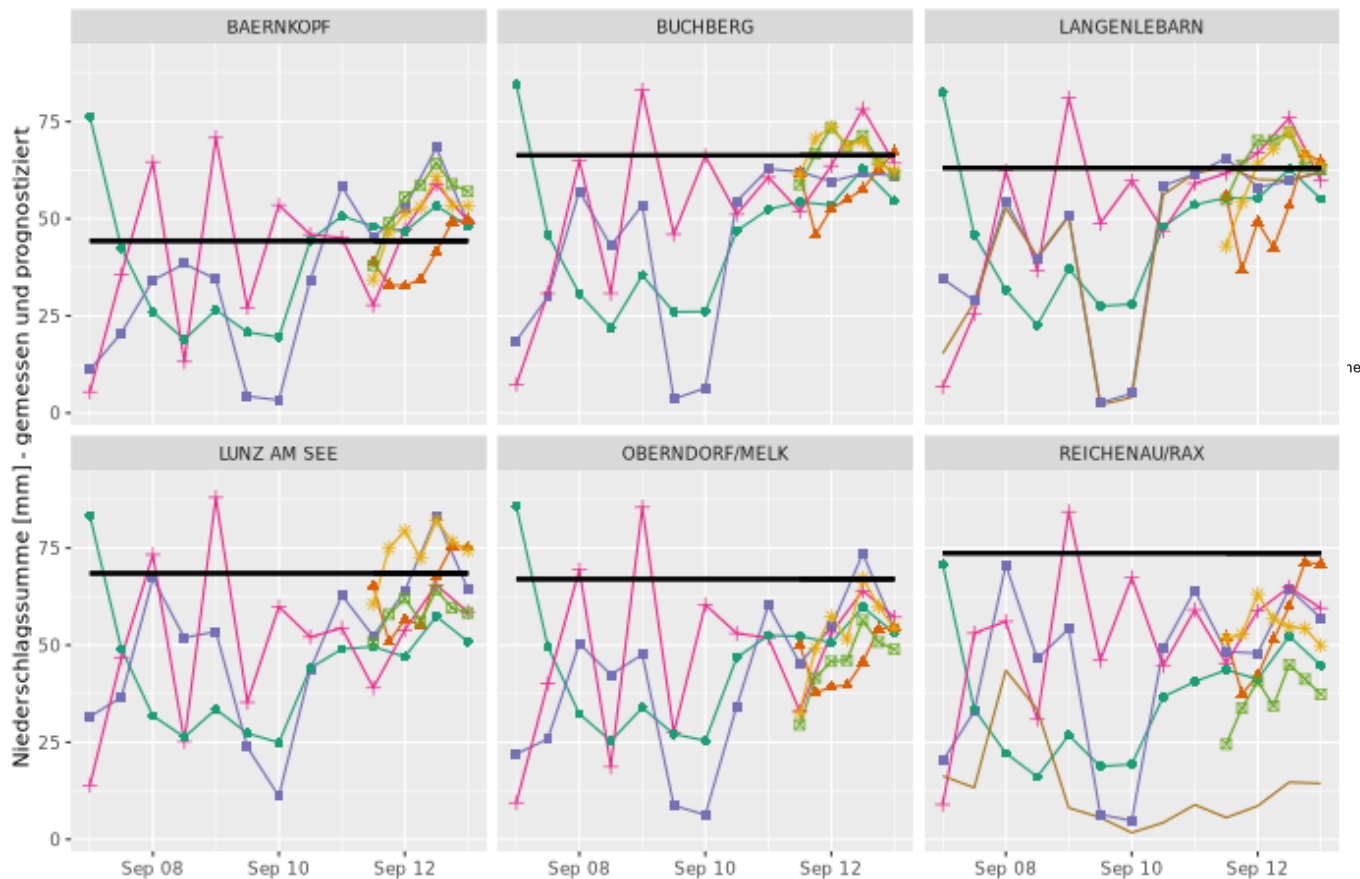 BAERNKOPF BUCHBERG LANGENLEBARN
75
50
25
0
ne
LUNZ AM SEE OBERNDORF/MELK REICHENAU/RAX
75
50
25
0
Sep 08 Sep 10 Sep 12 Sep 08 Sep 10 Sep 12 Sep 08 Sep 10 Sep 12
Niederschlagssumme [mm] - gemessen und prognostiziert